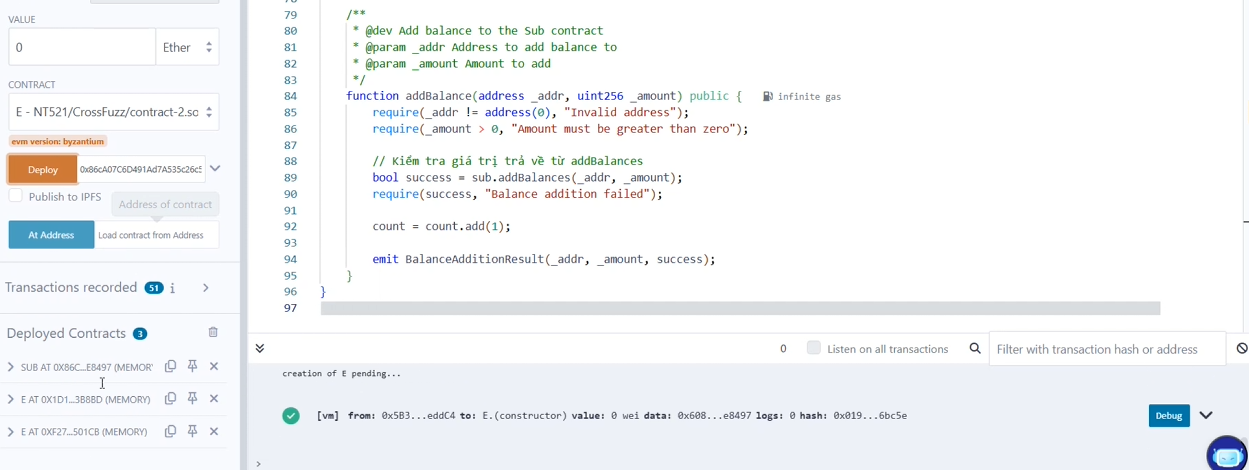 VALUE
0
Ether
CONTRACT
E - NT521/CrossFuzz/contract-2.sc
evm version: byzantium
Deploy
0x86cA07C6D491Ad7A535c26c5
Publish to IPFS
Address of contract
At Address
Load contract from Address
Transactions recorded 51 i
Deployed Contracts 3
SUB AT 0X86C...E8497 (MEMOR
E AT 0X1D1...3B8BD (MEMORY)
E AT 0XF27...501CB (MEMORY)
79 /**
80 * @dev Add balance to the Sub contract
81 * @param _addr Address to add balance to
82 * @param _amount Amount to add
83 */
84 function addBalance(address _addr, uint256 _amount) public { infinite gas
85 require(_addr != address(0), "Invalid address");
86 require(_amount > 0, "Amount must be greater than zero");
87
88 // Kiểm tra giá trị trả về từ addBalances
89 bool success = sub.addBalances(_addr, _amount);
90 require(success, "Balance addition failed");
91
92 count = count.add(1);
93
94 emit BalanceAdditionResult(_addr, _amount, success);
95 }
96 }
97
0
Listen on all transactions
Filter with transaction hash or address
creation of E pending...
[vm] from: 0x5B3...eddC4 to: E.(constructor) value: 0 wei data: 0x608...e8497 logs: 0 hash: 0x019...6bc5e
Debug
>